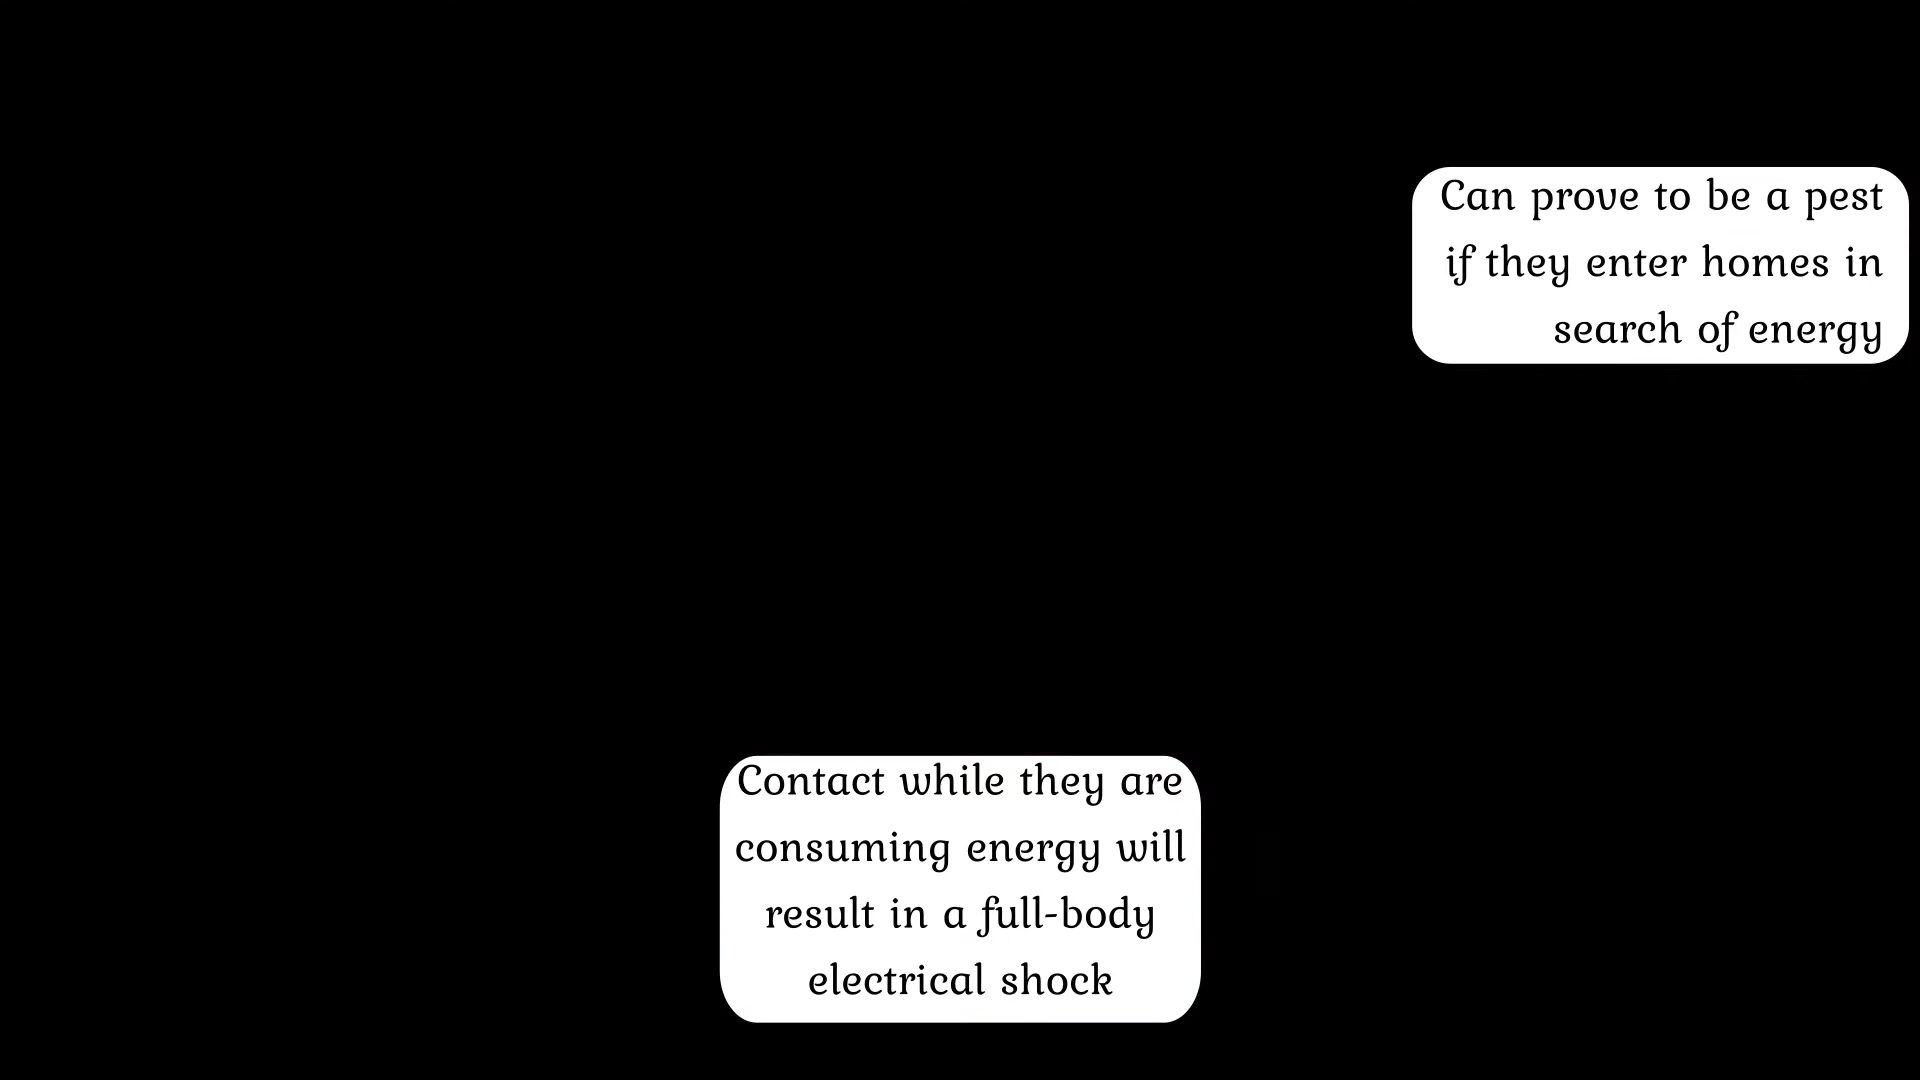 Can prove to be a pest
if they enter homes in
search of energy
Contact while they are
consuming energy will
result in a full-body
electrical shock